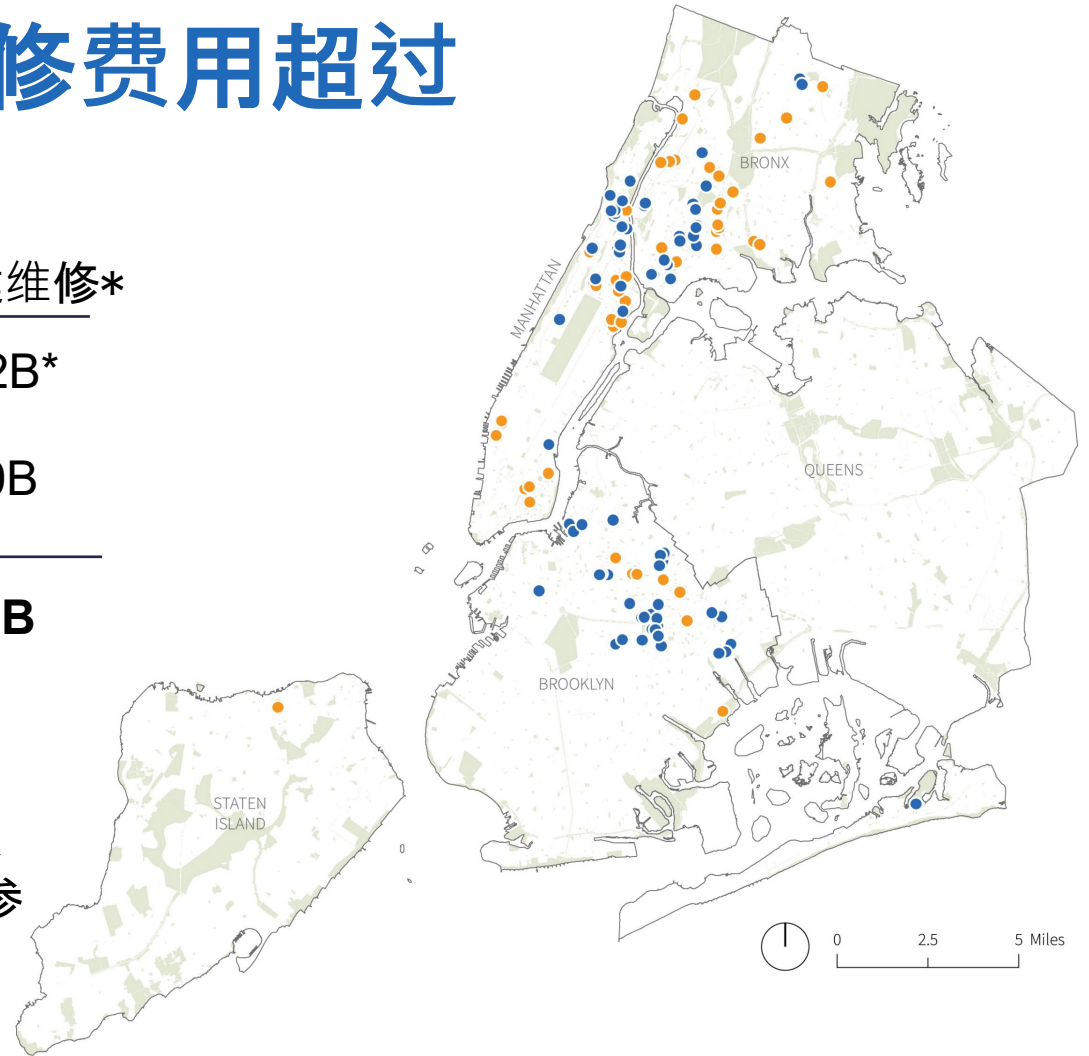 修费用超过
维修*
2B*
0B
B
参
BRONX
MANHATTAN
QUEENS
BROOKLYN
STATEN
ISLAND
0 2.5 5 Miles